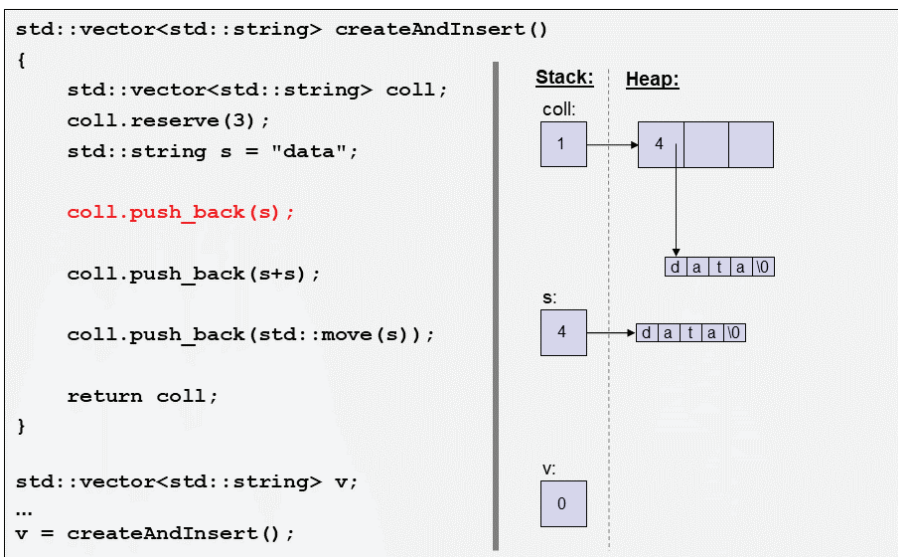 std::vector<std::string> createAndInsert()
{
std::vector<std::string> coll;
coll.reserve(3);
std::string s = "data";
coll.push_back(s);
coll.push_back(s+s);
coll.push_back(std::move(s));
return coll;
}
std::vector<std::string> v;
...
v = createAndInsert();
Stack: Heap:
coll:
1 4
d a t a \0
s:
4 d a t a \0
v:
0